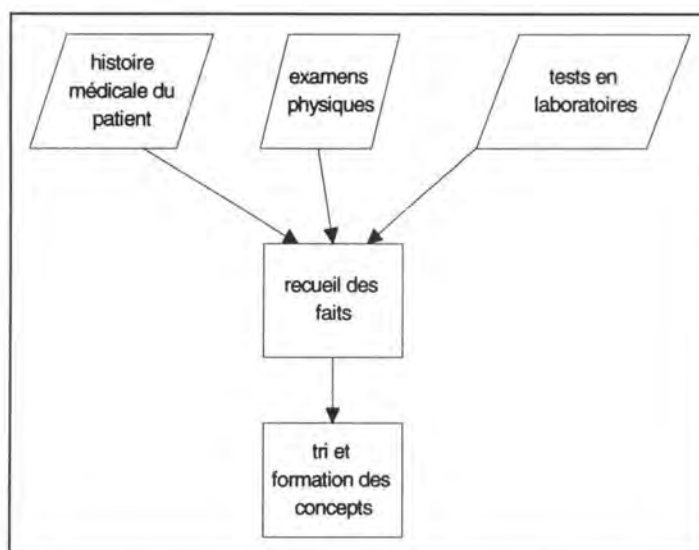 histoire
médicale du
patient
examens
physiques
tests en
laboratoires
recueil des
faits
tri et
formation des
concepts